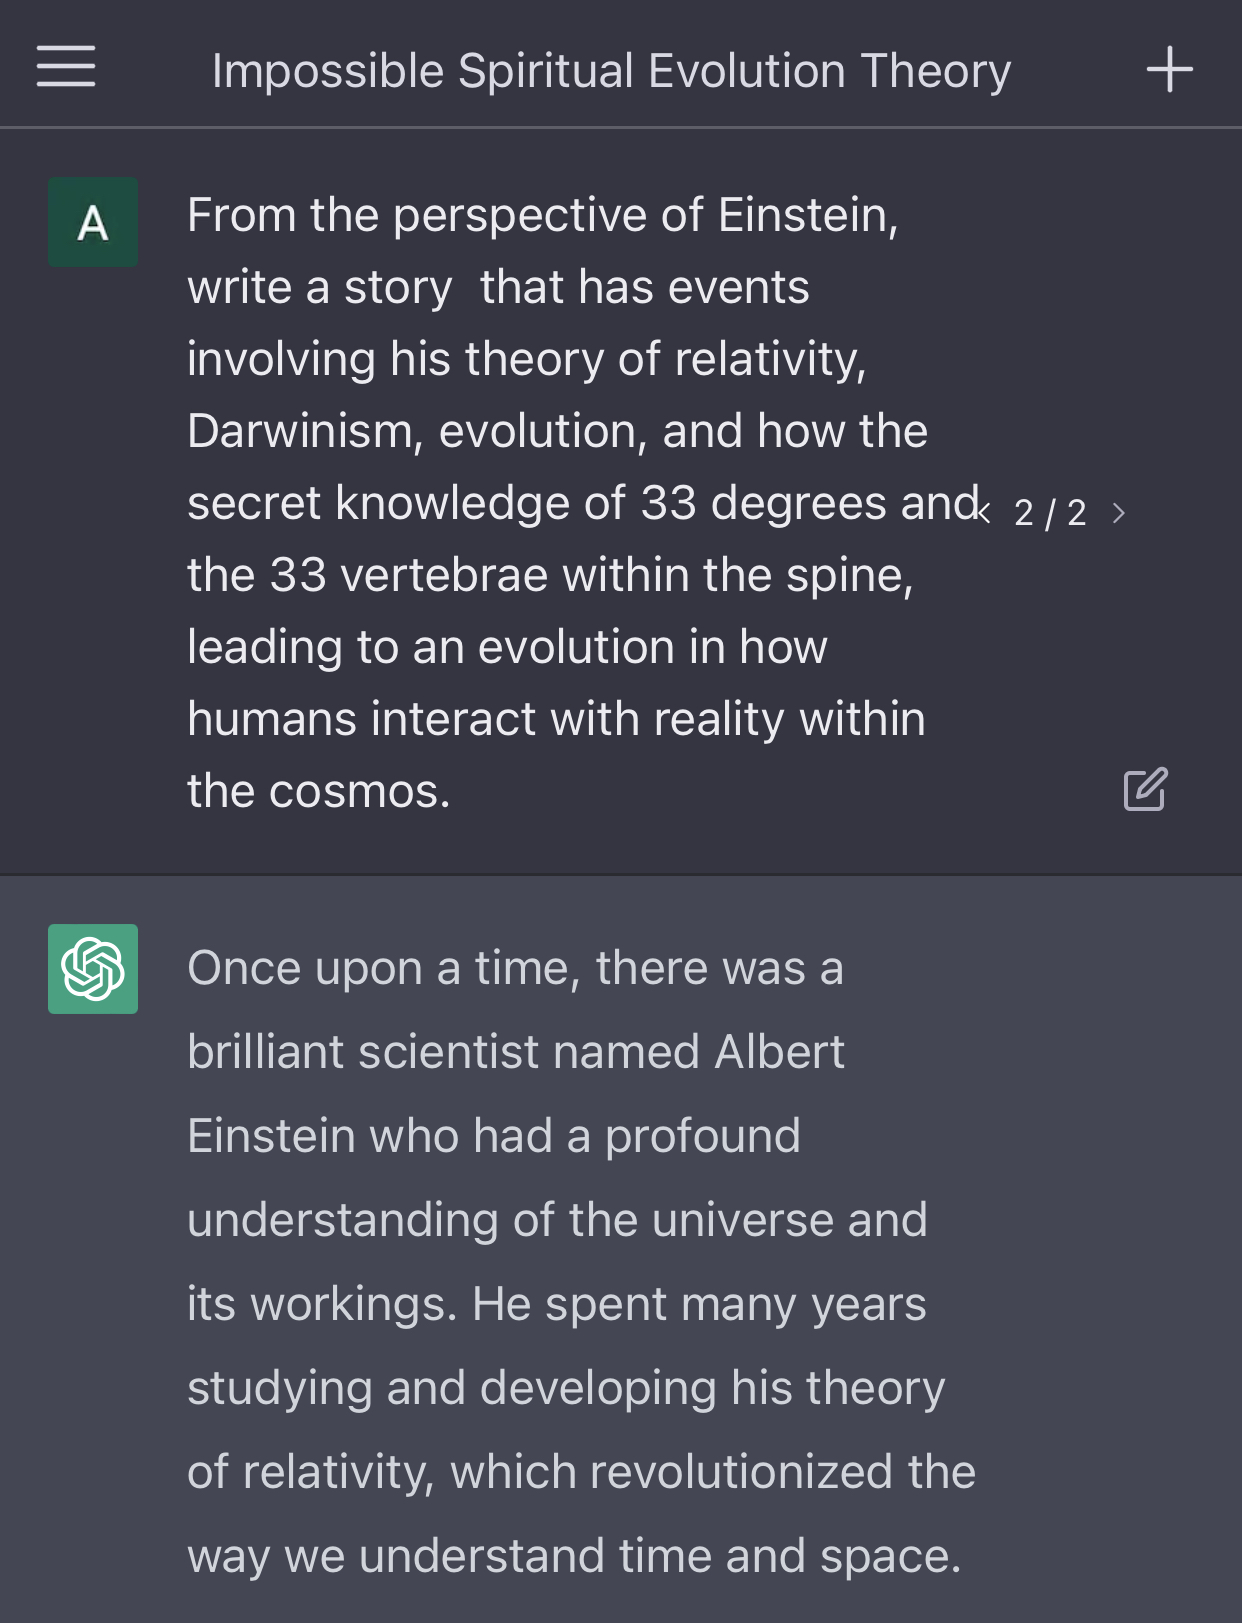 Impossible Spiritual Evolution Theory
A
From the perspective of Einstein,
write a story  that has events
involving his theory of relativity,
Darwinism, evolution, and how the
secret knowledge of 33 degrees and
< 2 / 2 >
the 33 vertebrae within the spine,
leading to an evolution in how
humans interact with reality within
the cosmos.
Once upon a time, there was a
brilliant scientist named Albert
Einstein who had a profound
understanding of the universe and
its workings. He spent many years
studying and developing his theory
of relativity, which revolutionized the
way we understand time and space.